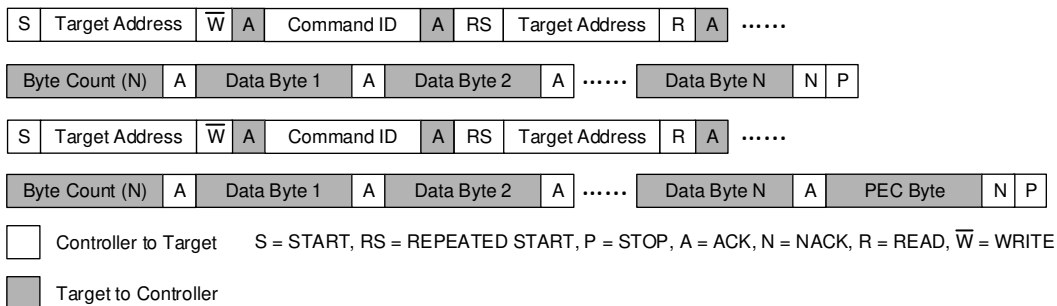 S Target Address W̅ A Command ID A RS Target Address R A ......
Byte Count (N) A Data Byte 1 A Data Byte 2 A ...... Data Byte N N P
S Target Address W̅ A Command ID A RS Target Address R A ......
Byte Count (N) A Data Byte 1 A Data Byte 2 A ...... Data Byte N A PEC Byte N P
Controller to Target S = START, RS = REPEATED START, P = STOP, A = ACK, N = NACK, R = READ, W̅ = WRITE
Target to Controller